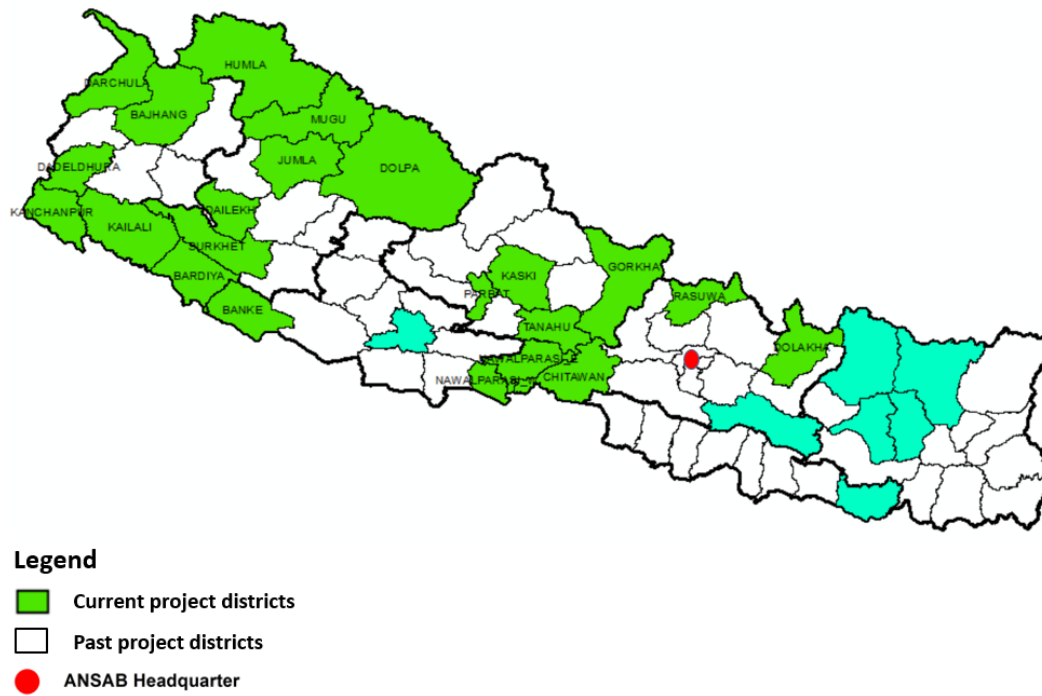 HUMLA
DARCHULA
BAJHANG
MUGU
JUMLA
DADELDHURA
DOLPA
KANCHANPUR
DAILEKH
KAILALI
SURKHET
GORKHA
BARDIYA
KASKI
PARBAT
RASUWA
BANKE
TANAHU
DOLAKHA
NAWALPARASI_E
CHITAWAN
Legend
Current project districts
Past project districts
ANSAB Headquarter